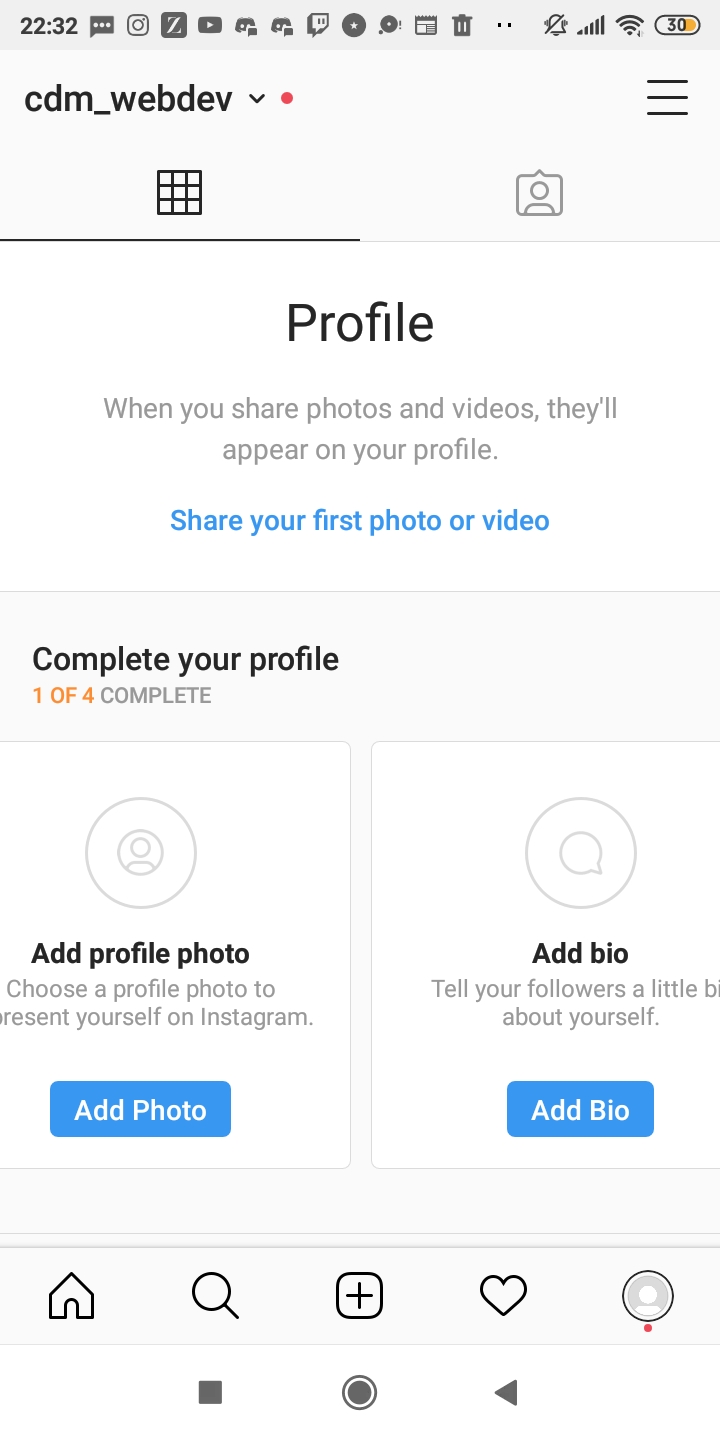 22:32
30
cdm_webdev
Profile
When you share photos and videos, they'll
appear on your profile.
Share your first photo or video
Complete your profile
1 OF 4 COMPLETE
Add profile photo
Choose a profile photo to
present yourself on Instagram.
Add Photo
Add bio
Tell your followers a little bi
about yourself.
Add Bio